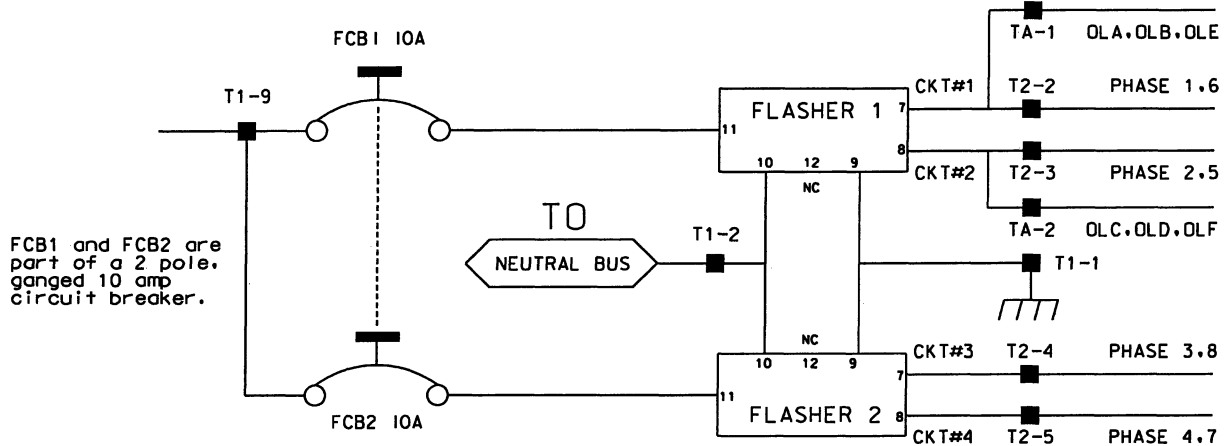 FCB1 10A
T1-9
FCB1 and FCB2 are
part of a 2 pole,
ganged 10 amp
circuit breaker.
FCB2 10A
TO
NEUTRAL BUS
T1-2
FLASHER 1
11
7
8
10 12 9
NC
CKT#1
CKT#2
TA-1 OLA,OLB,OLE
T2-2 PHASE 1,6
T2-3 PHASE 2,5
TA-2 OLC,OLD,OLF
T1-1
NC
10 12 9
11
7
8
FLASHER 2
CKT#3 T2-4 PHASE 3,8
CKT#4 T2-5 PHASE 4,7